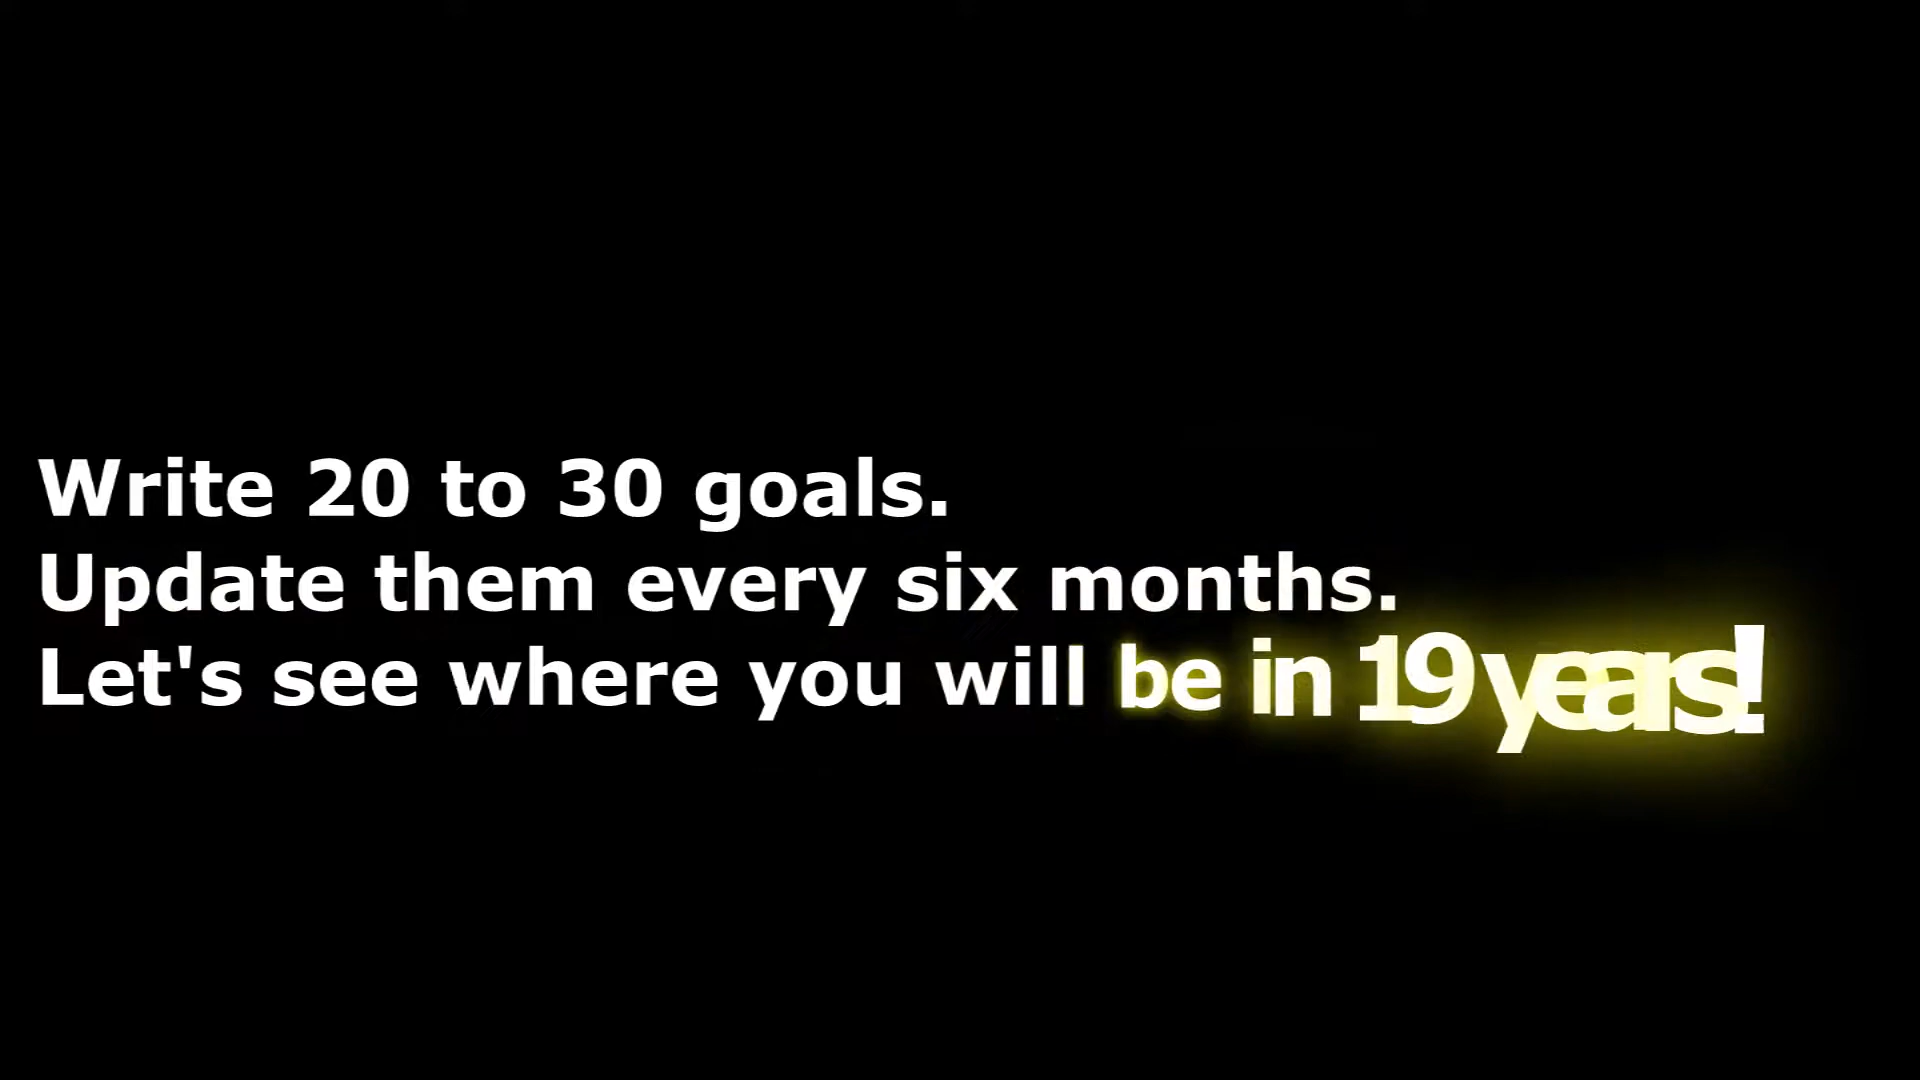 Write 20 to 30 goals.
Update them every six months.
Let's see where you will be in 19 years!